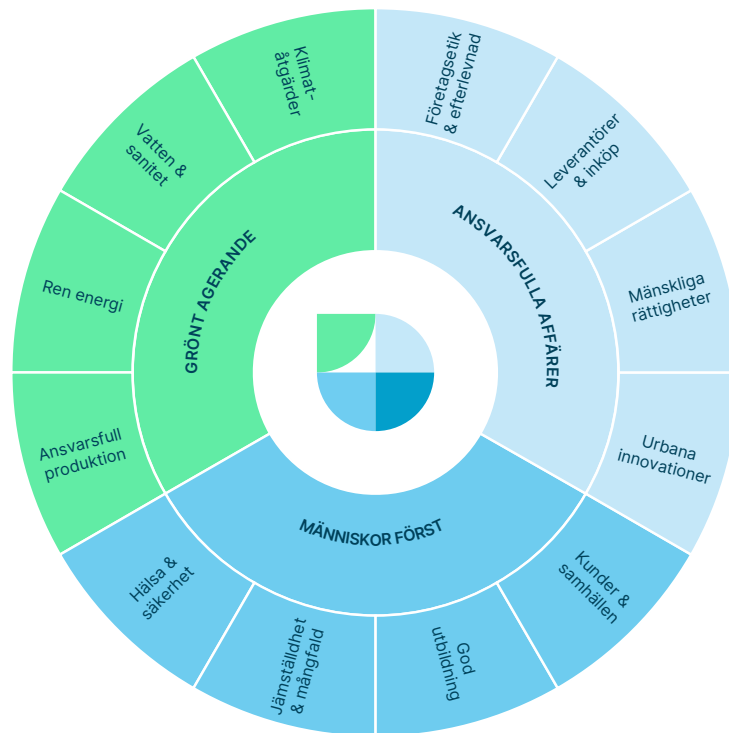 GRÖNT AGERANDE
Klimat-
åtgärder
Vatten &
sanitet
Ren energi
Ansvarsfull
produktion
ANSVARSFULLA AFFÄRER
Företagsetik
& efterlevnad
Leverantörer
& inköp
Mänskliga
rättigheter
Urbana
innovationer
MÄNNISKOR FÖRST
Kunder &
samhällen
God
utbildning
Jämställdhet
& mångfald
Hälsa &
säkerhet